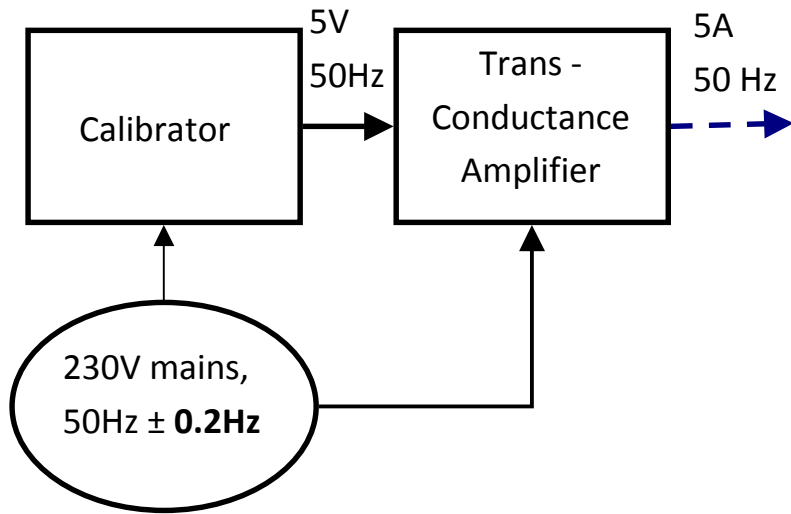 5V
50Hz
Calibrator
Trans -
Conductance
Amplifier
5A
50 Hz
230V mains,
50Hz ± 0.2Hz